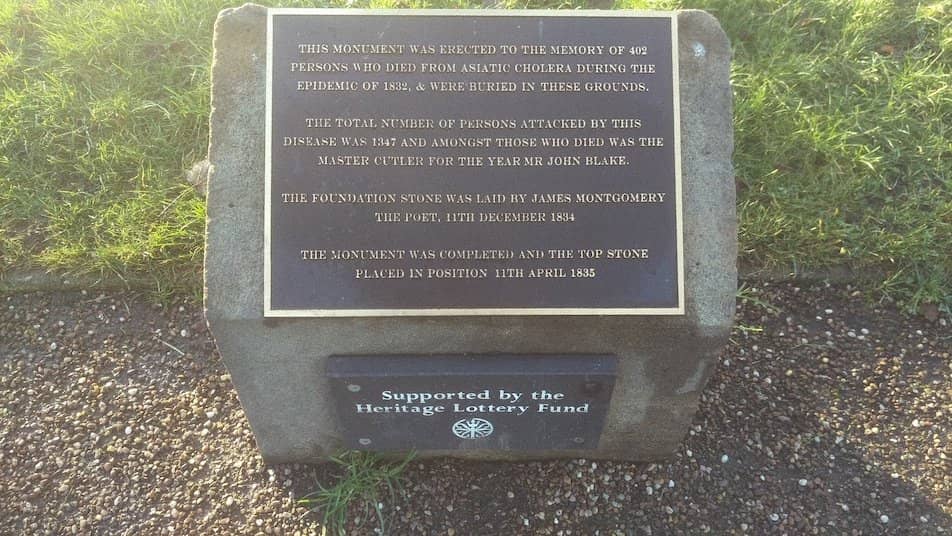 THIS MONUMENT WAS ERECTED TO THE MEMORY OF 402
PERSONS WHO DIED FROM ASIATIC CHOLERA DURING THE
EPIDEMIC OF 1832, & WERE BURIED IN THESE GROUNDS.
THE TOTAL NUMBER OF PERSONS ATTACKED BY THIS
DISEASE WAS 1347 AND AMONGST THOSE WHO DIED WAS THE
MASTER CUTLER FOR THE YEAR MR JOHN BLAKE.
THE FOUNDATION STONE WAS LAID BY JAMES MONTGOMERY
THE POET, 11TH DECEMBER 1834
THE MONUMENT WAS COMPLETED AND THE TOP STONE
PLACED IN POSITION 11TH APRIL 1835
Supported by the
Heritage Lottery Fund